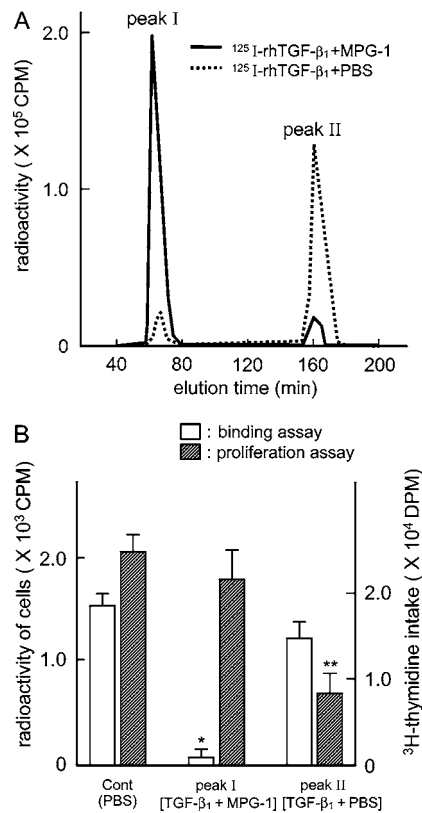 A
peak I
¹²⁵I-rhTGF-β₁+MPG-1
¹²⁵I-rhTGF-β₁+PBS
peak II
radioactivity ( X 10⁵ CPM)
2.0
1.0
0
40 80 120 160 200
elution time (min)
B
: binding assay
: proliferation assay
radioactivity of cells ( X 10³ CPM)
2.0
1.0
0
³H-thymidine intake ( X 10⁴ DPM)
2.0
1.0
0
*
**
Cont
(PBS)
peak I
[TGF-β₁ + MPG-1]
peak II
[TGF-β₁ + PBS]